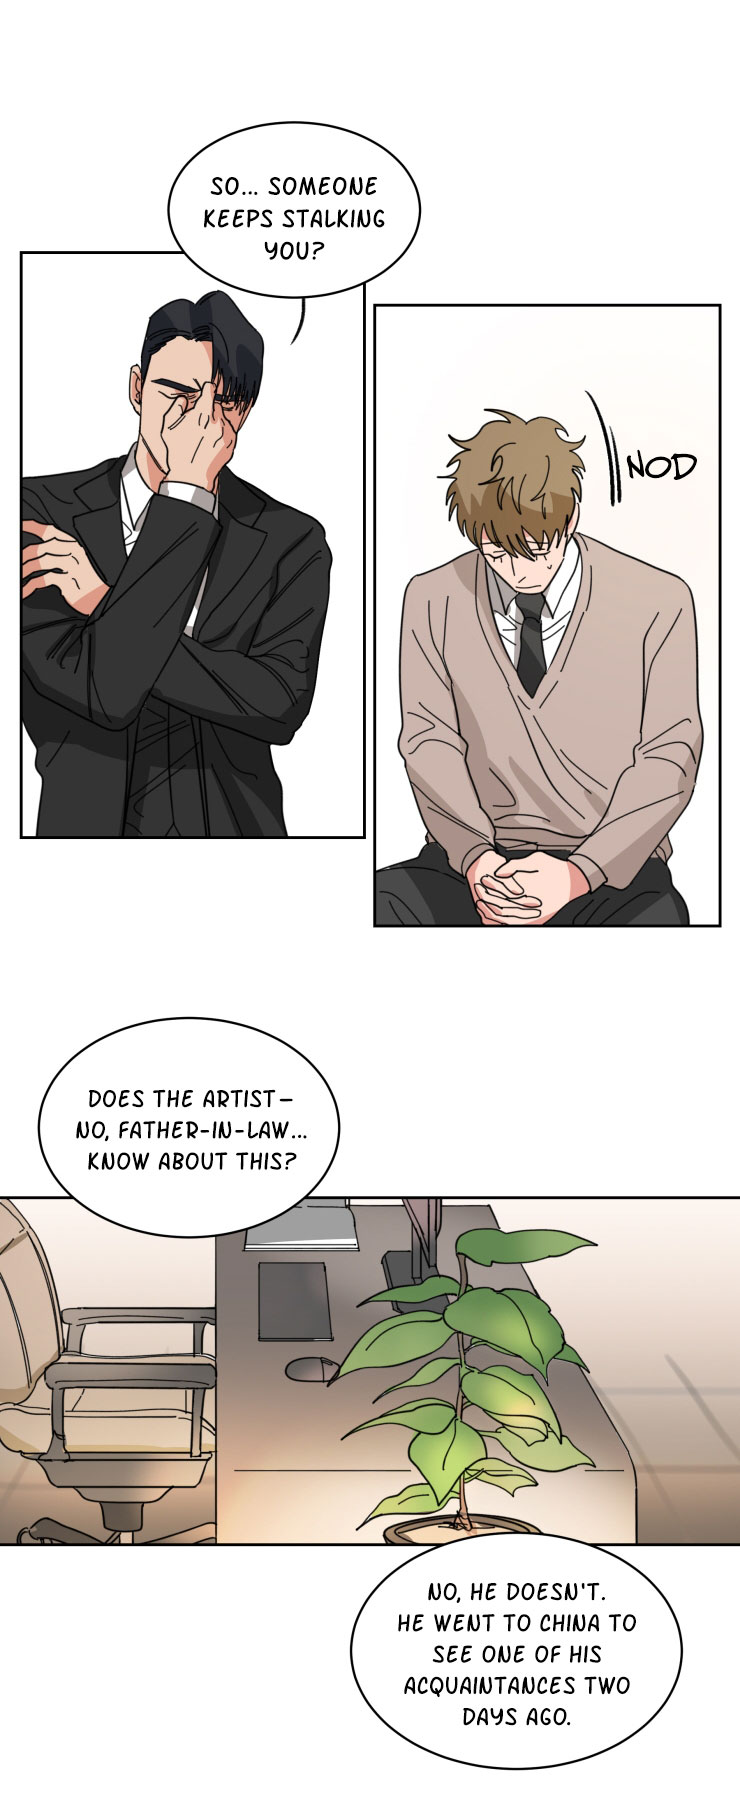 SO... SOMEONE
KEEPS STALKING
YOU?
NOD
DOES THE ARTIST–
NO, FATHER-IN-LAW...
KNOW ABOUT THIS?
NO, HE DOESN'T.
HE WENT TO CHINA TO
SEE ONE OF HIS
ACQUAINTANCES TWO
DAYS AGO.